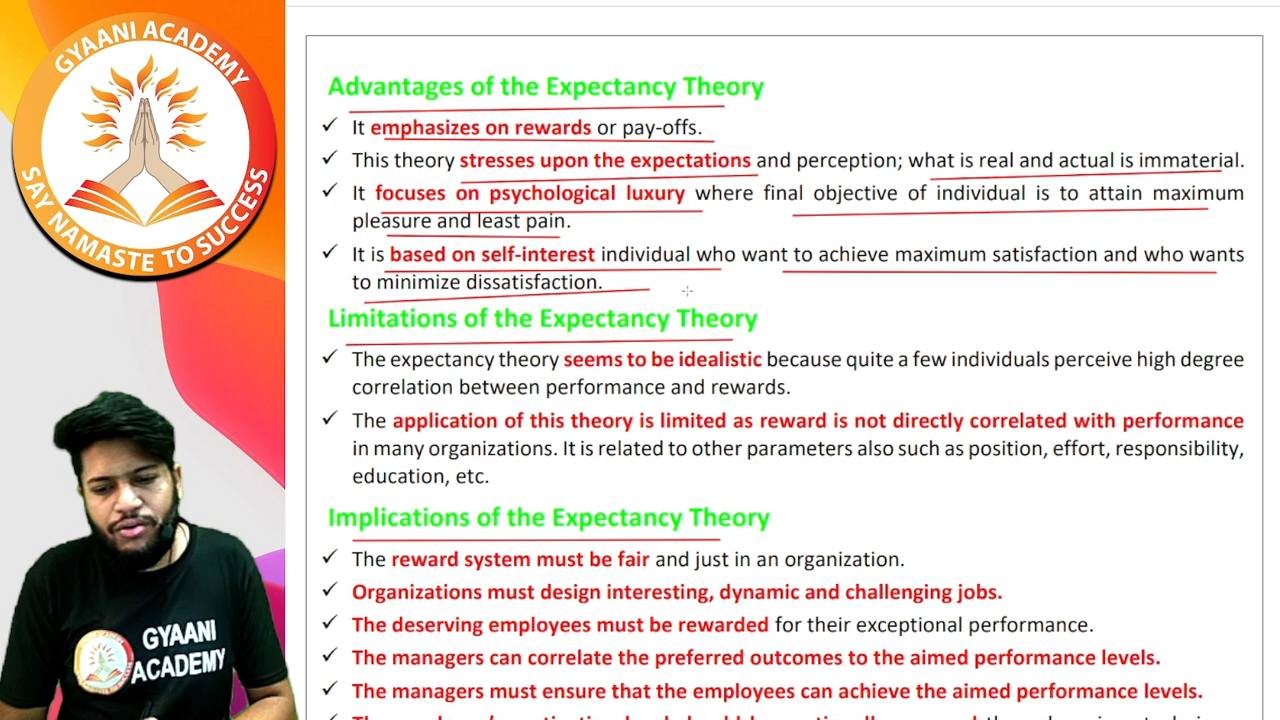 GYAANI ACADEMY
SAY NAMASTE TO SUCCESS
Advantages of the Expectancy Theory
✓ It emphasizes on rewards or pay-offs.
✓ This theory stresses upon the expectations and perception; what is real and actual is immaterial.
✓ It focuses on psychological luxury where final objective of individual is to attain maximum
pleasure and least pain.
✓ It is based on self-interest individual who want to achieve maximum satisfaction and who wants
to minimize dissatisfaction.
Limitations of the Expectancy Theory
✓ The expectancy theory seems to be idealistic because quite a few individuals perceive high degree
correlation between performance and rewards.
✓ The application of this theory is limited as reward is not directly correlated with performance
in many organizations. It is related to other parameters also such as position, effort, responsibility,
education, etc.
Implications of the Expectancy Theory
✓ The reward system must be fair and just in an organization.
✓ Organizations must design interesting, dynamic and challenging jobs.
✓ The deserving employees must be rewarded for their exceptional performance.
✓ The managers can correlate the preferred outcomes to the aimed performance levels.
✓ The managers must ensure that the employees can achieve the aimed performance levels.
GYAANI
ACADEMY